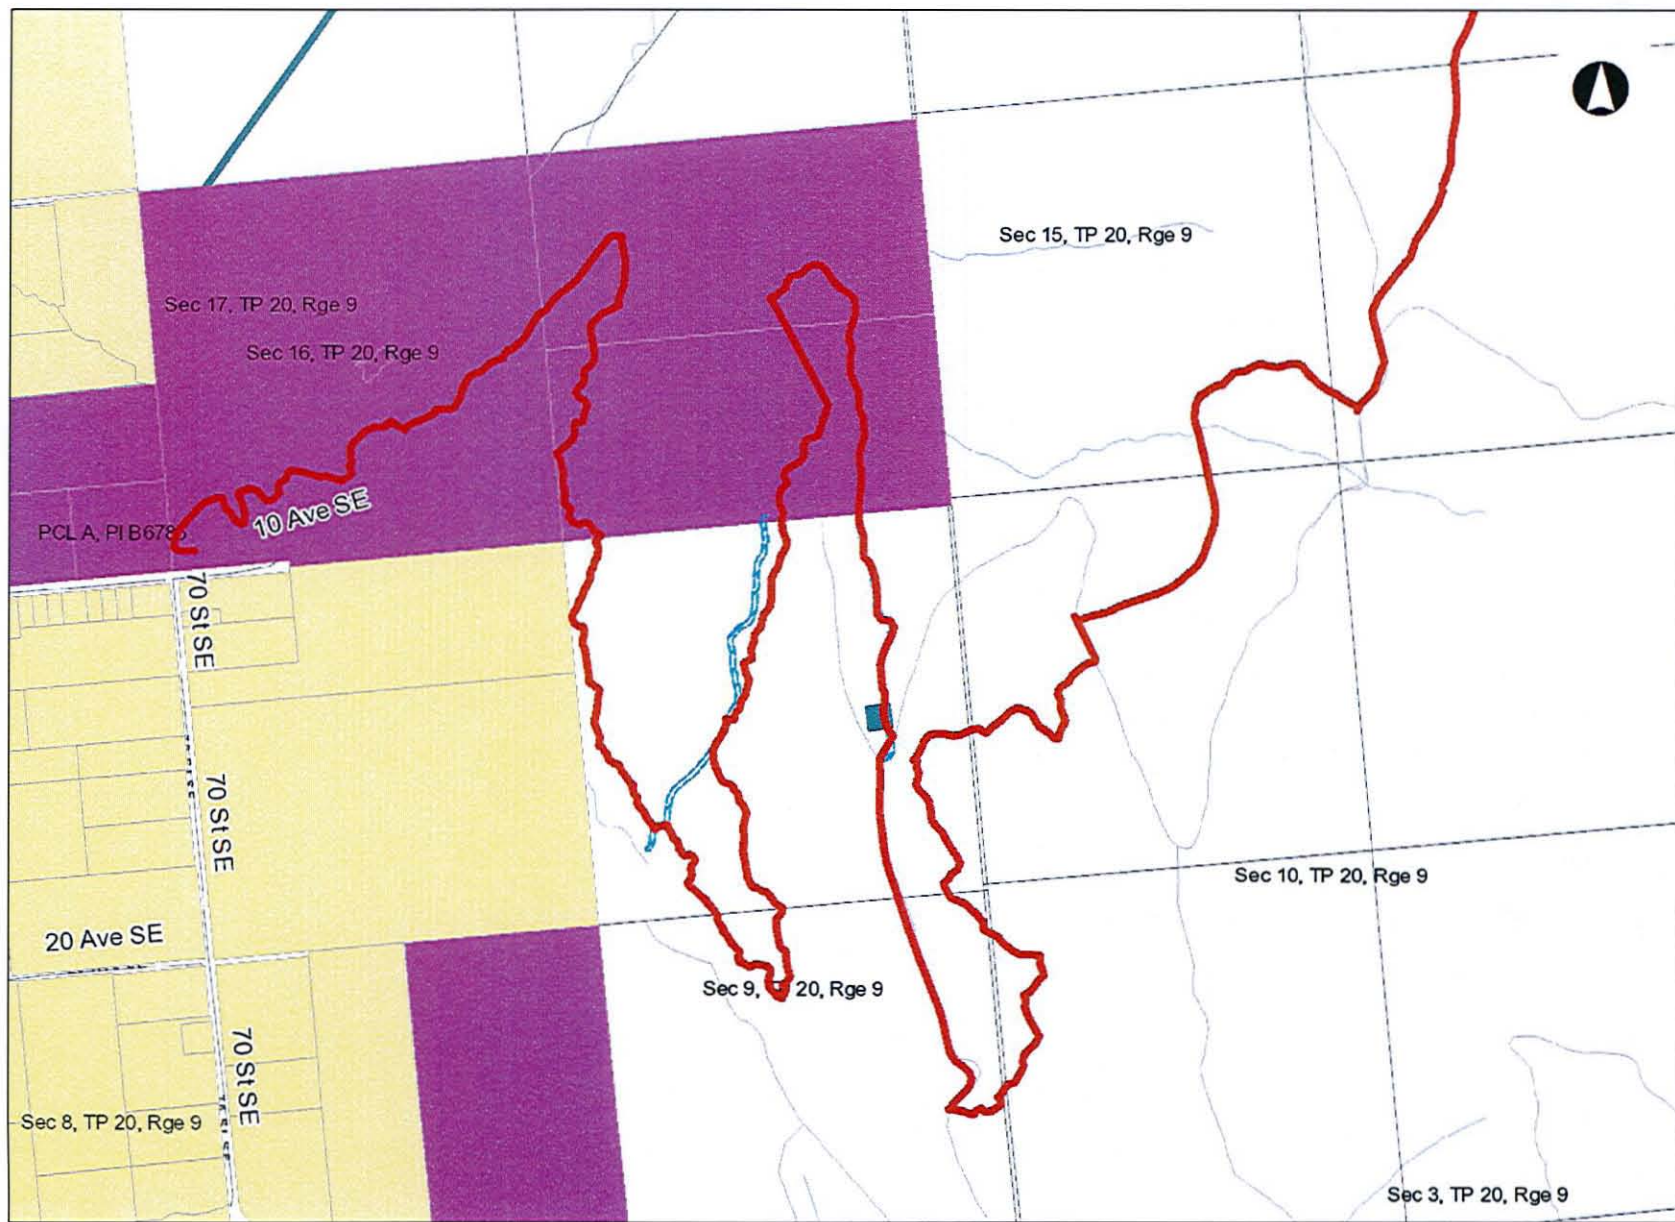 Sec 15, TP 20, Rge 9
Sec 17, TP 20, Rge 9
Sec 16, TP 20, Rge 9
10 Ave SE
PCL A, Pl B678
70 St SE
70 St SE
Sec 10, TP 20, Rge 9
20 Ave SE
Sec 9, 20, Rge 9
70 St SE
Sec 8, TP 20, Rge 9
Sec 3, TP 20, Rge 9